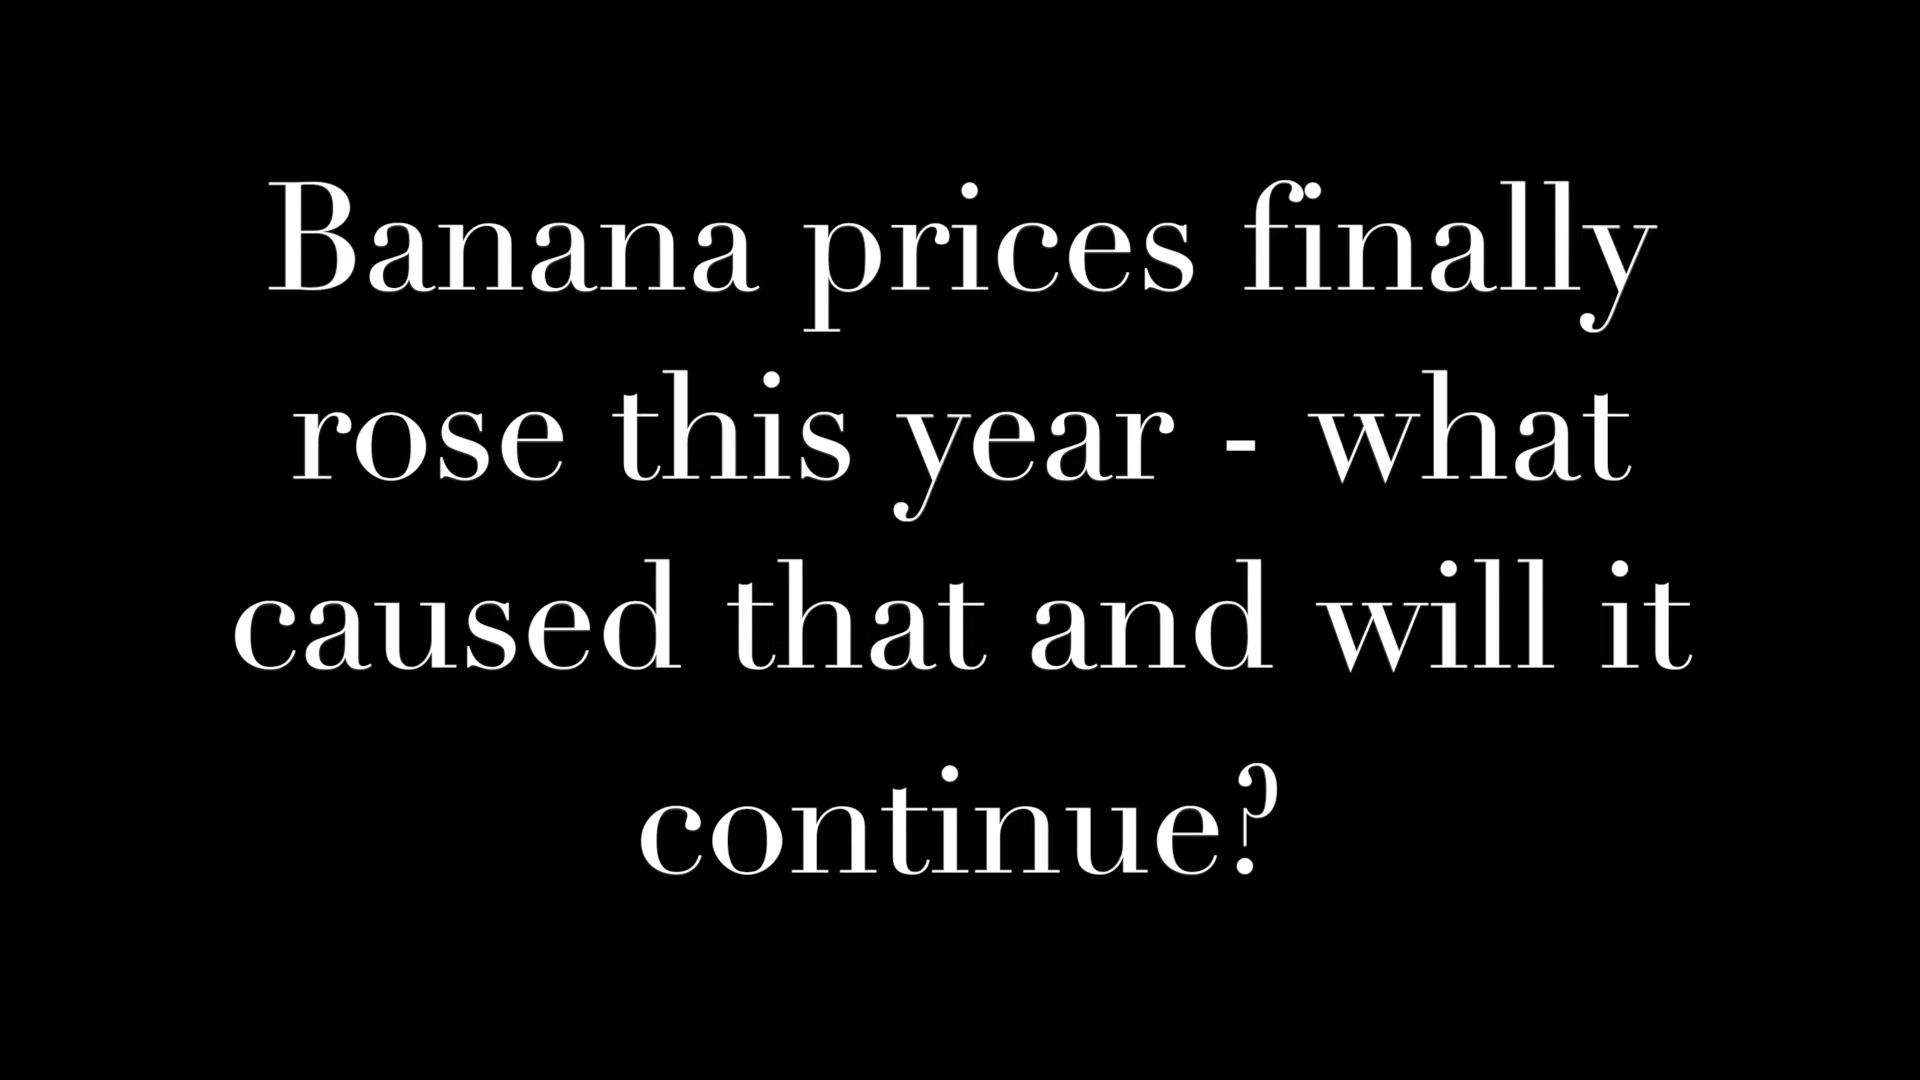 Banana prices finally
rose this year - what
caused that and will it
continue?